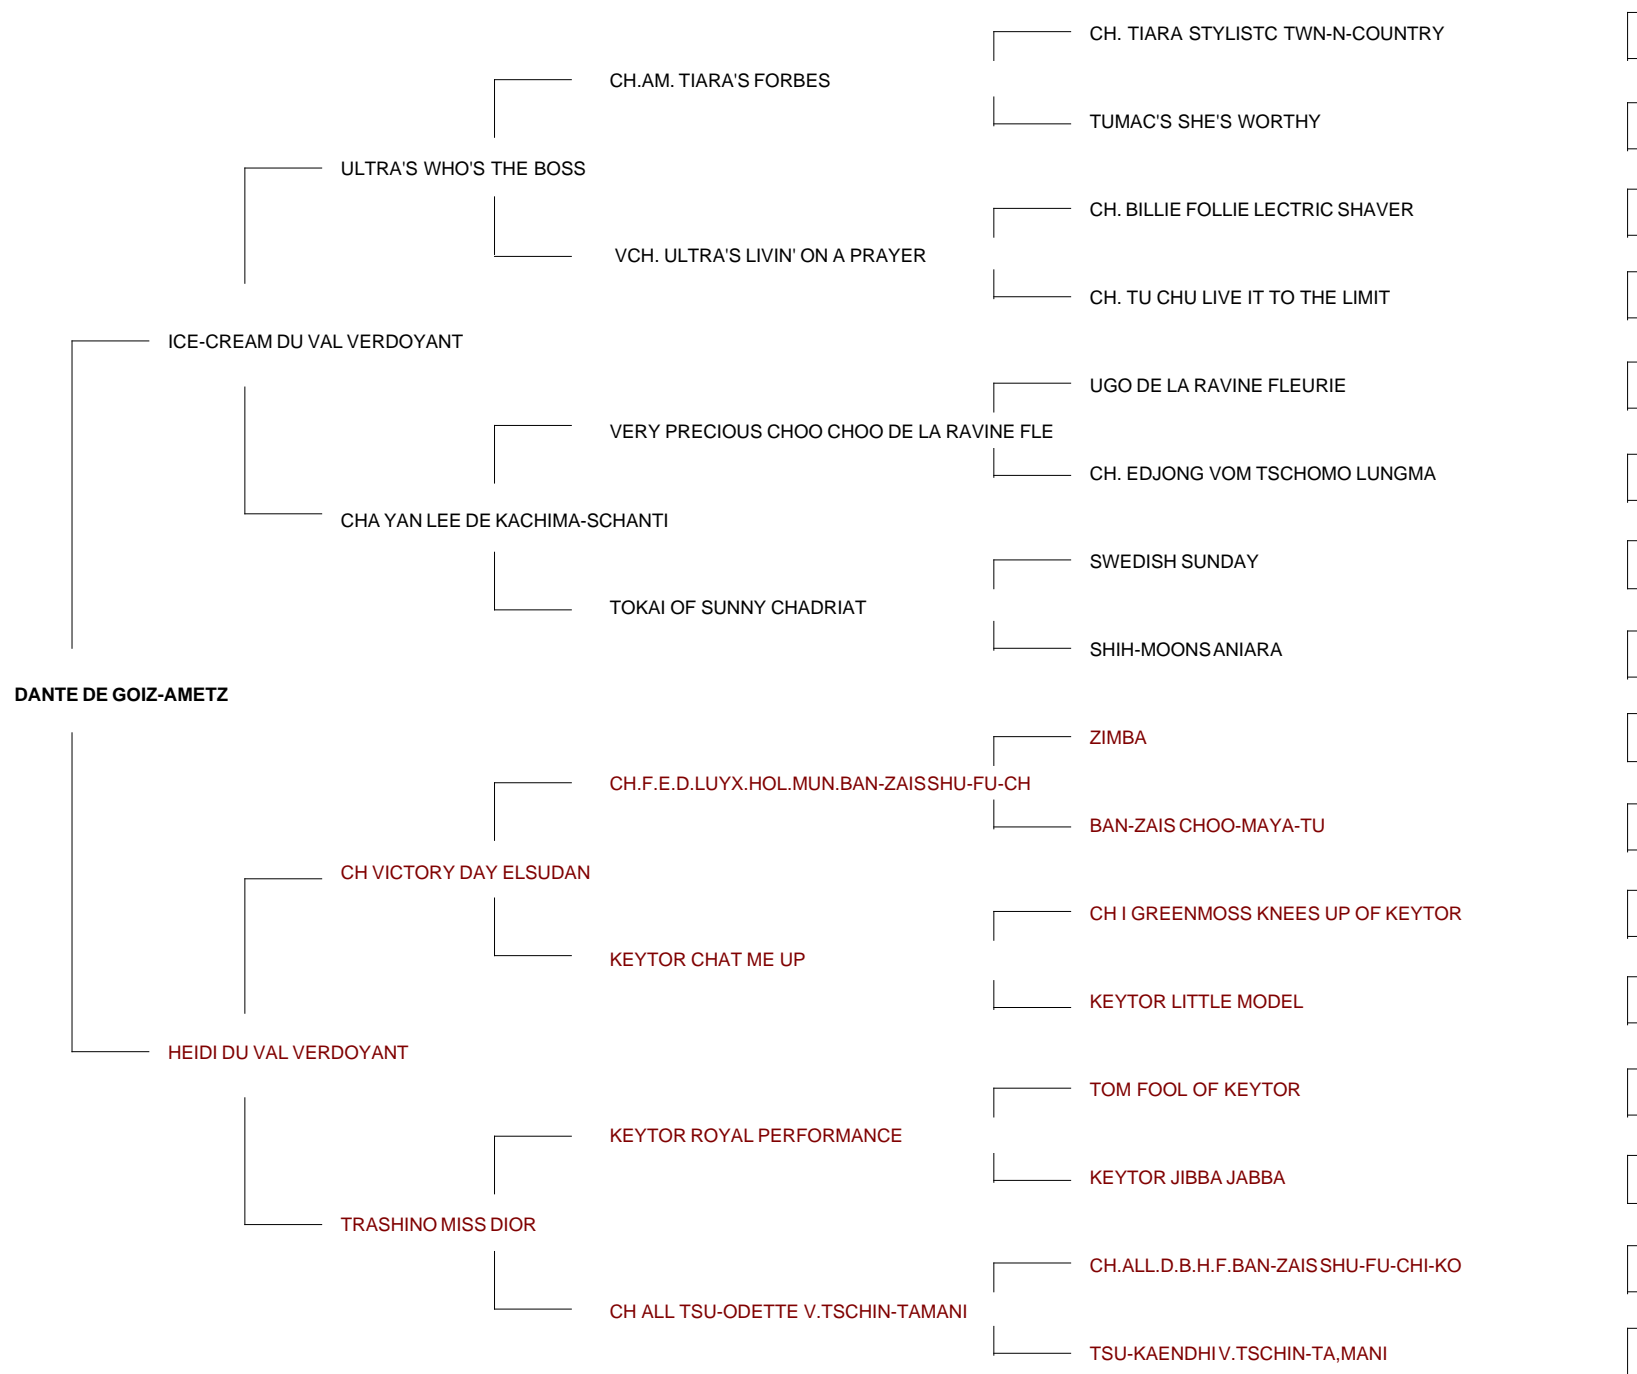 CH. TIARA STYLISTC TWN-N-COUNTRY
CH.AM. TIARA'S FORBES
TUMAC'S SHE'S WORTHY
ULTRA'S WHO'S THE BOSS
CH. BILLIE FOLLIE LECTRIC SHAVER
VCH. ULTRA'S LIVIN' ON A PRAYER
CH. TU CHU LIVE IT TO THE LIMIT
ICE-CREAM DU VAL VERDOYANT
UGO DE LA RAVINE FLEURIE
VERY PRECIOUS CHOO CHOO DE LA RAVINE FLE
CH. EDJONG VOM TSCHOMO LUNGMA
CHA YAN LEE DE KACHIMA-SCHANTI
SWEDISH SUNDAY
TOKAI OF SUNNY CHADRIAT
SHIH-MOONS ANIARA
DANTE DE GOIZ-AMETZ
ZIMBA
CH.F.E.D.LUYX.HOL.MUN.BAN-ZAIS SHU-FU-CH
BAN-ZAIS CHOO-MAYA-TU
CH VICTORY DAY ELSUDAN
CH I GREENMOSS KNEES UP OF KEYTOR
KEYTOR CHAT ME UP
KEYTOR LITTLE MODEL
HEIDI DU VAL VERDOYANT
TOM FOOL OF KEYTOR
KEYTOR ROYAL PERFORMANCE
KEYTOR JIBBA JABBA
TRASHINO MISS DIOR
CH.ALL.D.B.H.F.BAN-ZAIS SHU-FU-CHI-KO
CH ALL TSU-ODETTE V.TSCHIN-TAMANI
TSU-KAENDHI V.TSCHIN-TA,MANI